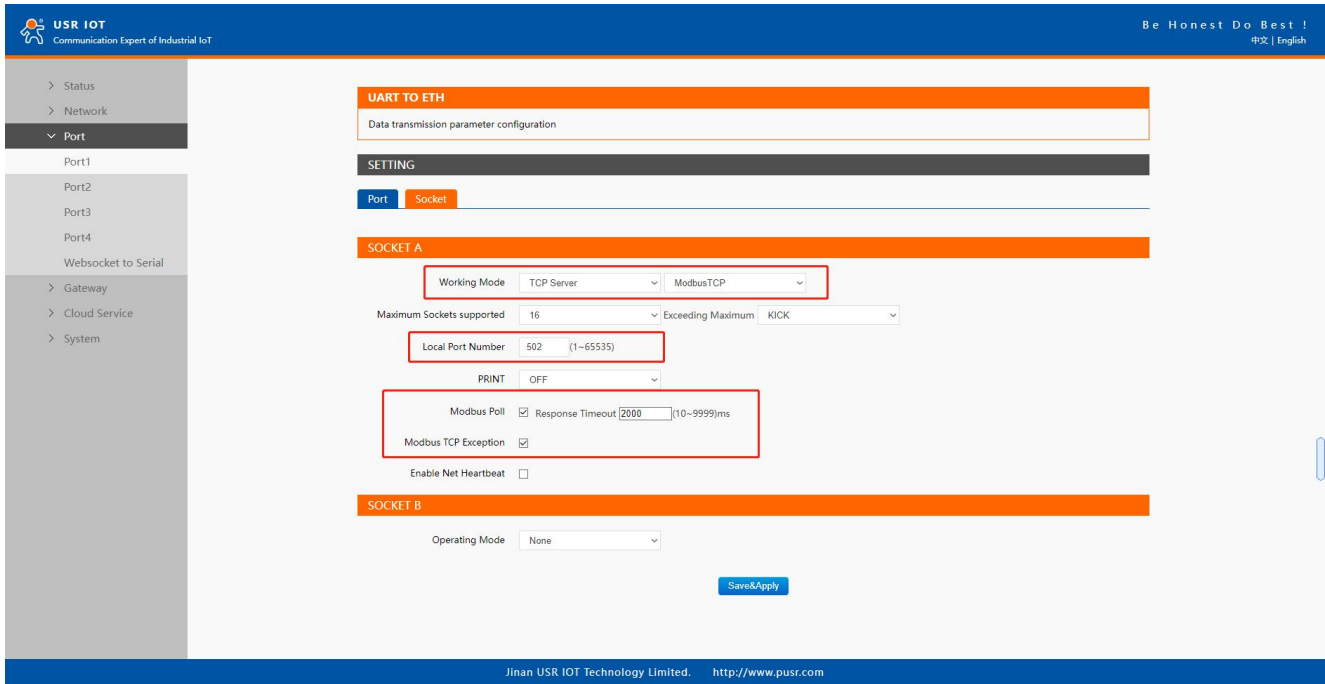 USR IOT
Communication Expert of Industrial IoT
Be Honest Do Best !
中文 | English
Status
Network
Port
Port1
Port2
Port3
Port4
Websocket to Serial
Gateway
Cloud Service
System
UART TO ETH
Data transmission parameter configuration
SETTING
Port Socket
SOCKET A
Working Mode TCP Server ModbusTCP
Maximum Sockets supported 16 Exceeding Maximum KICK
Local Port Number 502 (1~65535)
PRINT OFF
Modbus Poll Response Timeout 2000 (10~9999)ms
Modbus TCP Exception
Enable Net Heartbeat
SOCKET B
Operating Mode None
Save&Apply
Jinan USR IOT Technology Limited. http://www.pusr.com